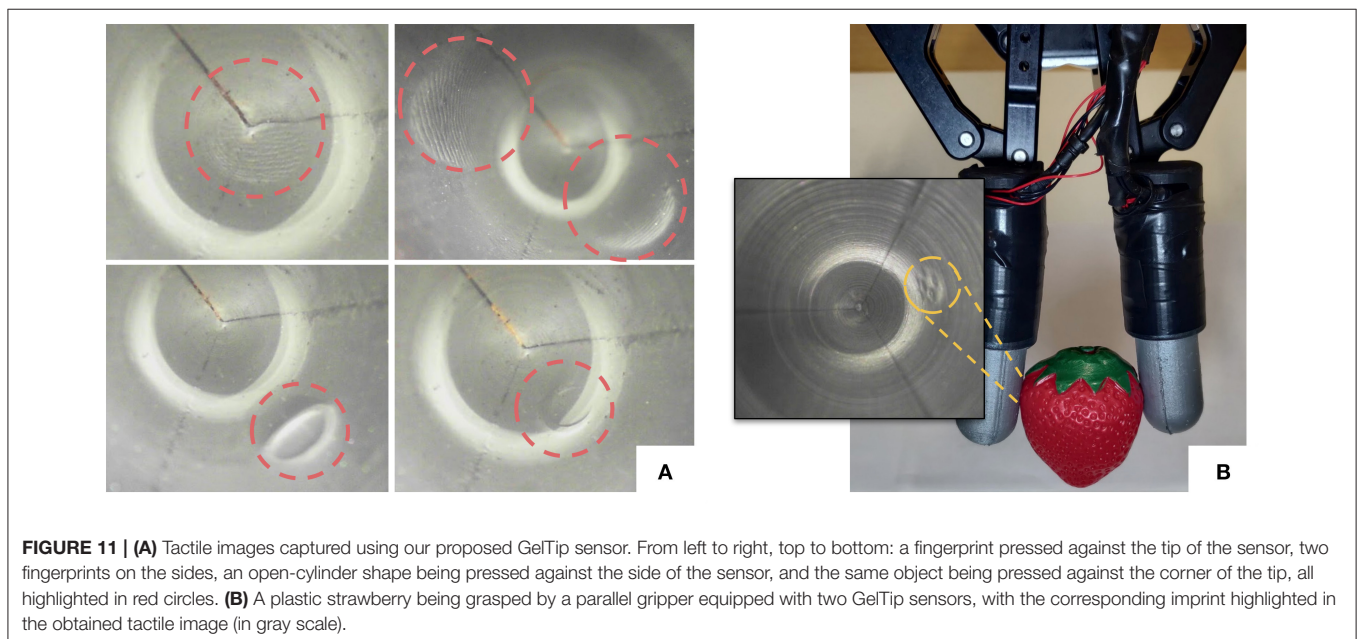 A
B
FIGURE 11 | (A) Tactile images captured using our proposed GelTip sensor. From left to right, top to bottom: a fingerprint pressed against the tip of the sensor, two
fingerprints on the sides, an open-cylinder shape being pressed against the side of the sensor, and the same object being pressed against the corner of the tip, all
highlighted in red circles. (B) A plastic strawberry being grasped by a parallel gripper equipped with two GelTip sensors, with the corresponding imprint highlighted in
the obtained tactile image (in gray scale).